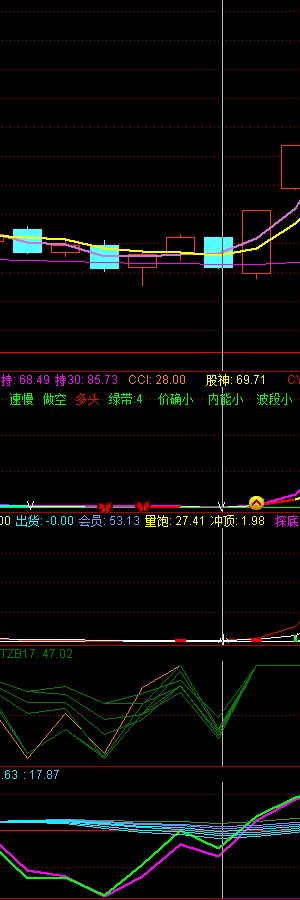 持: 68.49 持30: 85.73 CCI: 28.00 股神: 69.71 CY
速慢 做空 多头 绿带:4 价确小 内能小 波段小
00 出货: -0.00 会员: 53.13 量饱: 27.41 冲顶: 1.98 探底
TZB17: 47.02
.63 : 17.87